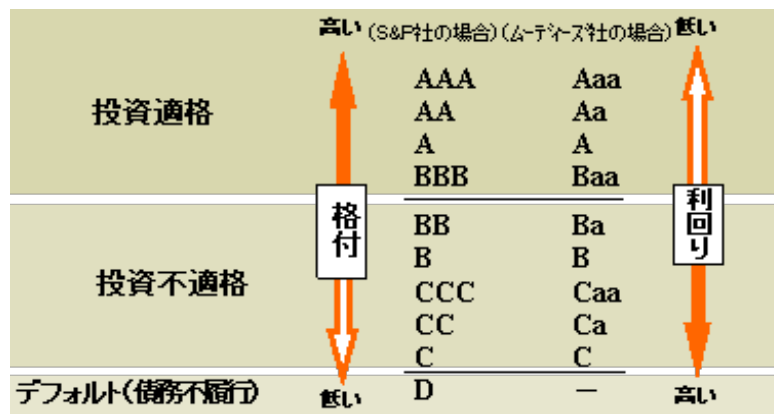 高い (S&P社の場合) (ムーディーズ社の場合) 低い
投資適格
AAA Aaa
AA Aa
A A
BBB Baa
格付
利回り
投資不適格
BB Ba
B B
CCC Caa
CC Ca
C C
デフォルト(債務不履行) 低い D － 高い